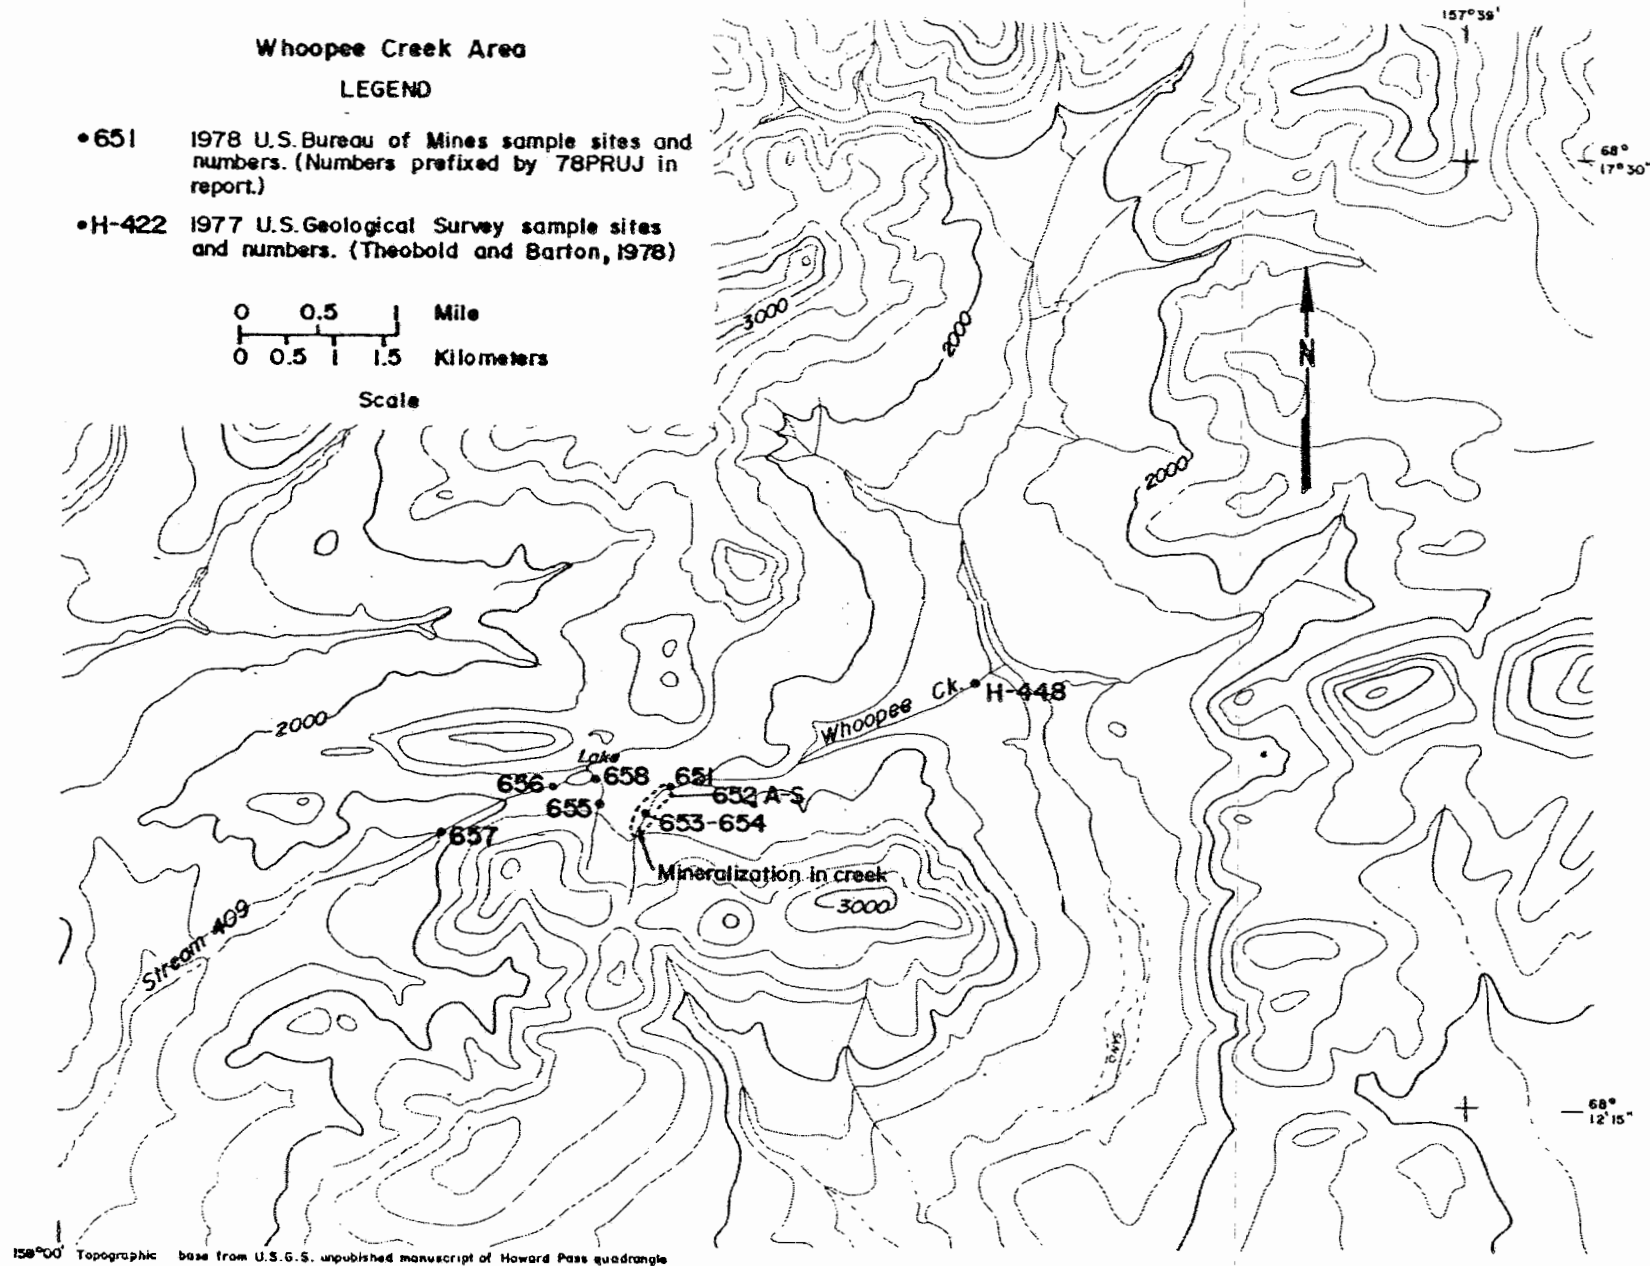 Whoopee Creek Area
LEGEND
•651 1978 U.S. Bureau of Mines sample sites and
numbers. (Numbers prefixed by 78PRUJ in
report.)
•H-422 1977 U.S. Geological Survey sample sites
and numbers. (Theobold and Barton, 1978)
0 0.5 1 Mile
0 0.5 1 1.5 Kilometers
Scale
157°39'
68°
17°30"
N
3000
2000
2000
2000
Whoopee Ck.
H-448
Lake
656
658
651
652 A-S
655
653-654
657
Mineralization in creek
3000
Stream 409
68°
12'15"
158°00'
Topographic base from U.S.G.S. unpublished manuscript of Howard Pass quadrangle